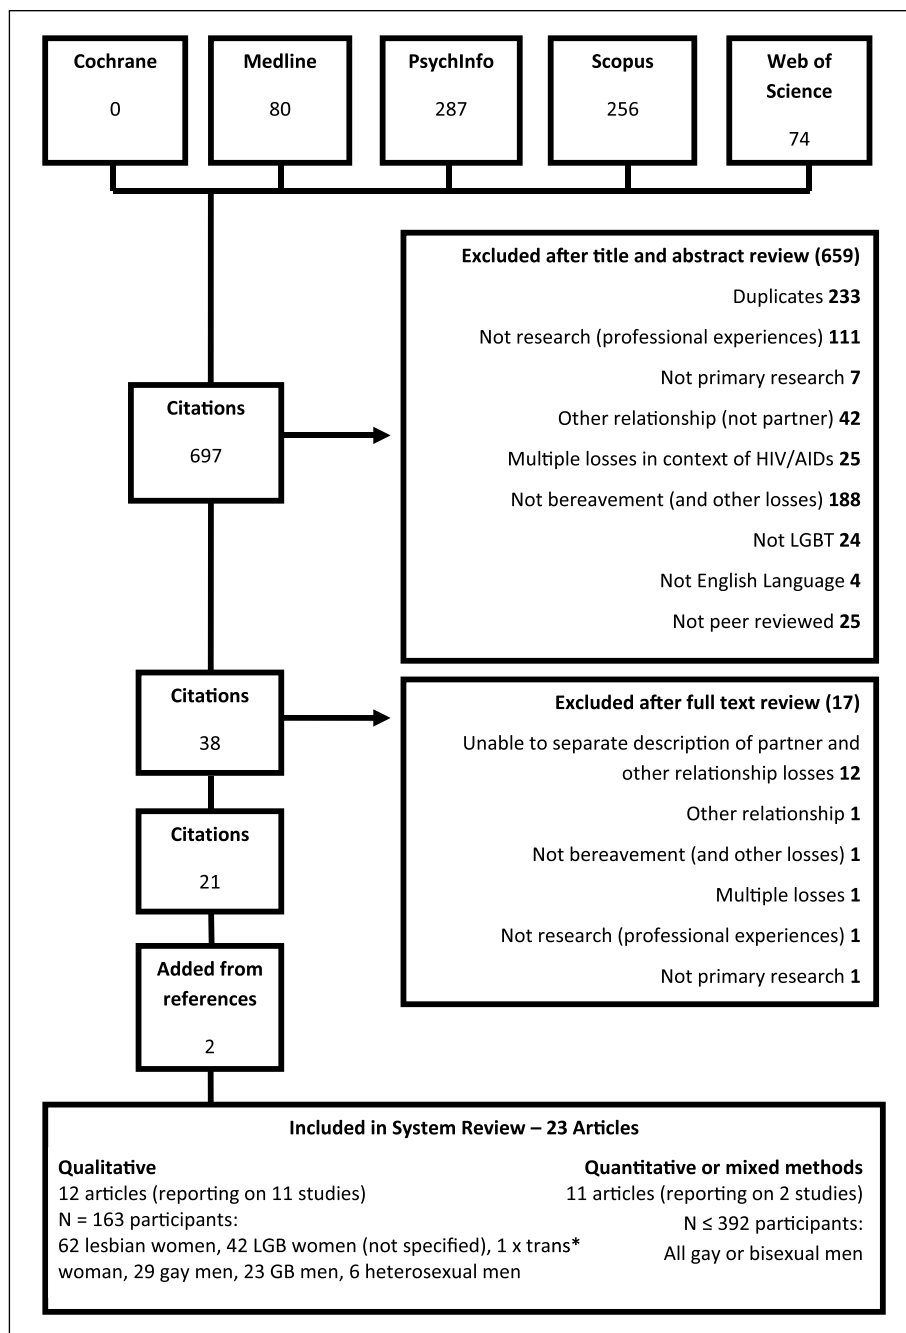 Cochrane
0
Medline
80
PsychInfo
287
Scopus
256
Web of
Science
74
Excluded after title and abstract review (659)
Duplicates 233
Not research (professional experiences) 111
Not primary research 7
Other relationship (not partner) 42
Multiple losses in context of HIV/AIDs 25
Not bereavement (and other losses) 188
Not LGBT 24
Not English Language 4
Not peer reviewed 25
Citations
697
Citations
38
Excluded after full text review (17)
Unable to separate description of partner and
other relationship losses 12
Other relationship 1
Not bereavement (and other losses) 1
Multiple losses 1
Not research (professional experiences) 1
Not primary research 1
Citations
21
Added from
references
2
Included in System Review – 23 Articles
Qualitative
12 articles (reporting on 11 studies)
N = 163 participants:
62 lesbian women, 42 LGB women (not specified), 1 x trans*
woman, 29 gay men, 23 GB men, 6 heterosexual men
Quantitative or mixed methods
11 articles (reporting on 2 studies)
N ≤ 392 participants:
All gay or bisexual men